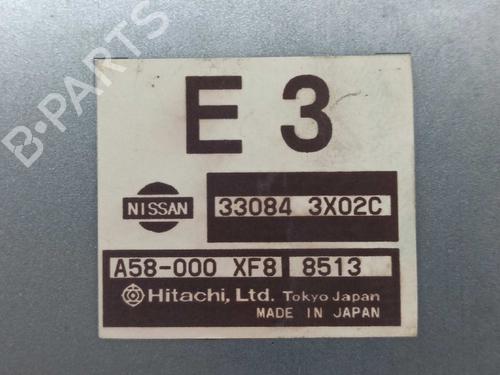 B-PARTS
E 3
NISSAN
33084 3X02C
A58-000 XF8 8513
Hitachi, Ltd. Tokyo Japan
MADE IN JAPAN